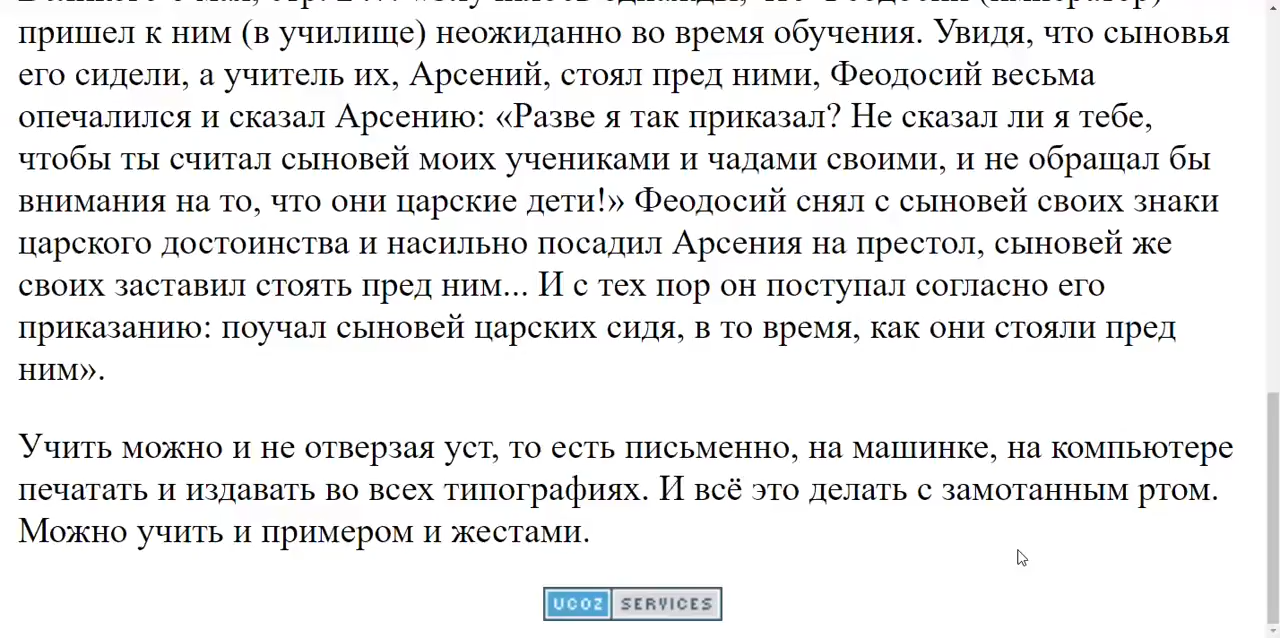 пришел к ним (в училище) неожиданно во время обучения. Увидя, что сыновья
его сидели, а учитель их, Арсений, стоял пред ними, Феодосий весьма
опечалился и сказал Арсению: «Разве я так приказал? Не сказал ли я тебе,
чтобы ты считал сыновей моих учениками и чадами своими, и не обращал бы
внимания на то, что они царские дети!» Феодосий снял с сыновей своих знаки
царского достоинства и насильно посадил Арсения на престол, сыновей же
своих заставил стоять пред ним... И с тех пор он поступал согласно его
приказанию: поучал сыновей царских сидя, в то время, как они стояли пред
ним».
Учить можно и не отверзая уст, то есть письменно, на машинке, на компьютере
печатать и издавать во всех типографиях. И всё это делать с замотанным ртом.
Можно учить и примером и жестами.
UCOZ SERVICES